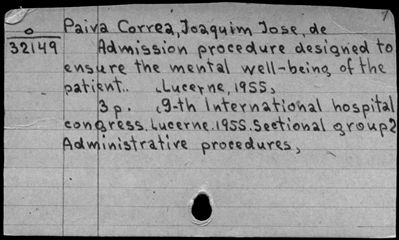 7
o Paiva Correa, Joaquim Jose, de
32149 Admission procedure designed to
ensure the mental well-being of the
patient. Lucerne, 1955,
3 p. 9-th International hospital
congress. Lucerne. 1955. Sectional group 2
Administrative procedures,